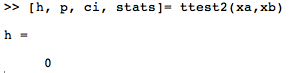 >> [h, p, ci, stats]= ttest2(xa,xb)
h =
0